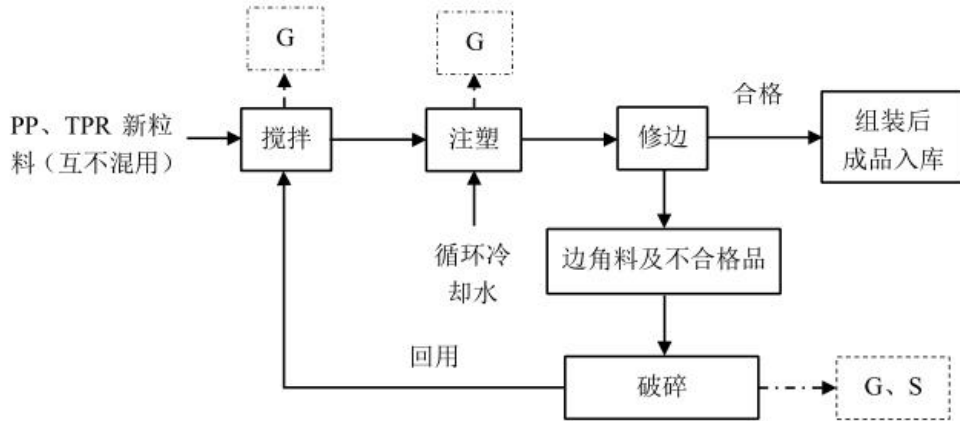 G
G
合格
PP、TPR 新粒
料（互不混用）
搅拌
注塑
修边
组装后
成品入库
循环冷
却水
边角料及不合格品
回用
破碎
G、S